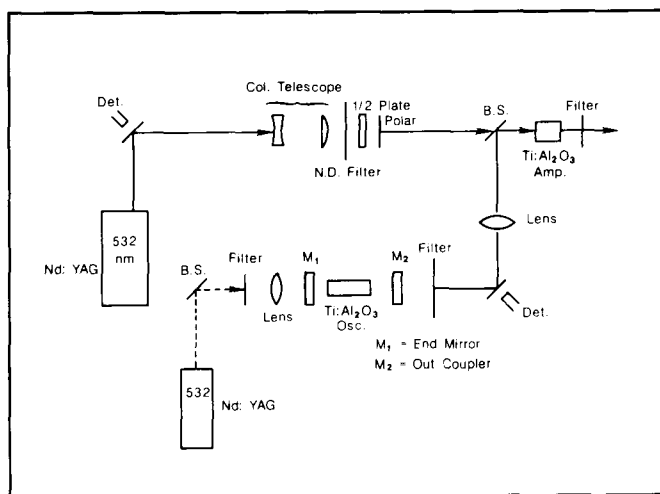 Col. Telescope
Det.
1/2 Plate
Polar
B.S.
Filter
N.D. Filter
Ti:Al₂O₃
Amp.
532
nm
Nd: YAG
Lens
B.S.
Filter
M₁
M₂
Filter
Lens
Ti:Al₂O₃
Osc.
Det.
M₁ = End Mirror
M₂ = Out Coupler
532
Nd: YAG